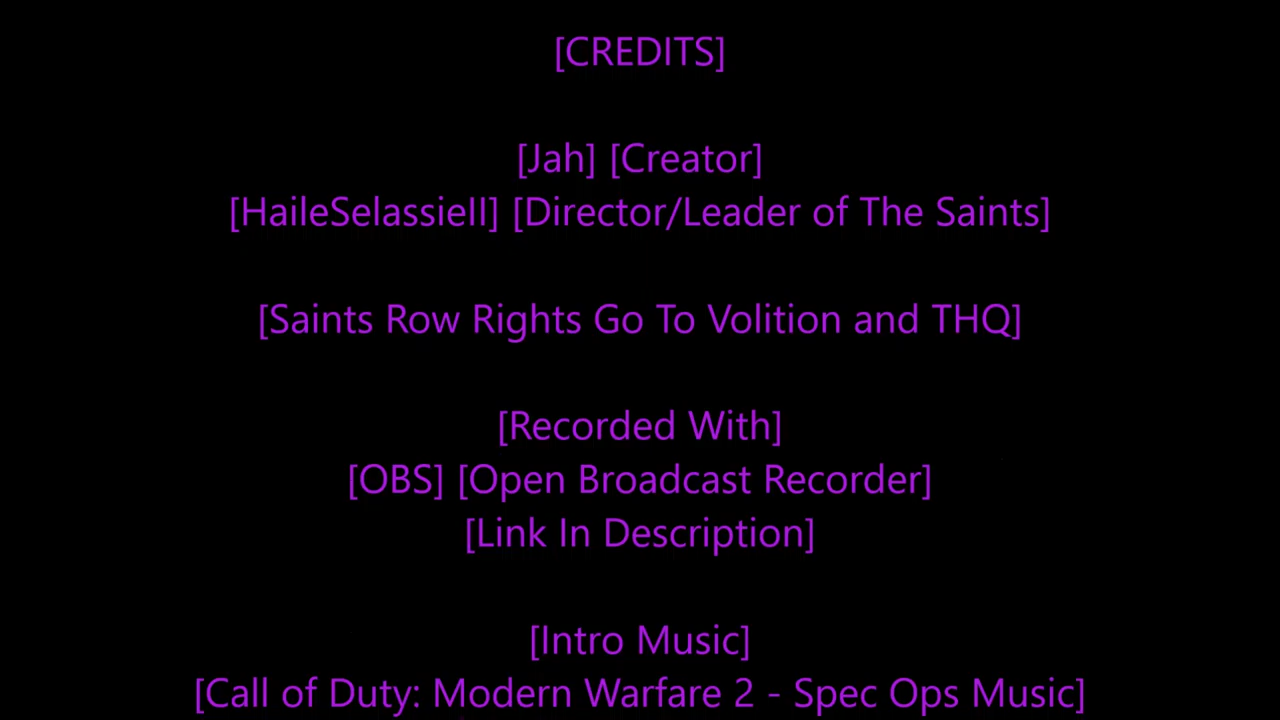 [CREDITS]
[Jah] [Creator]
[HaileSelassieII] [Director/Leader of The Saints]
[Saints Row Rights Go To Volition and THQ]
[Recorded With]
[OBS] [Open Broadcast Recorder]
[Link In Description]
[Intro Music]
[Call of Duty: Modern Warfare 2 - Spec Ops Music]